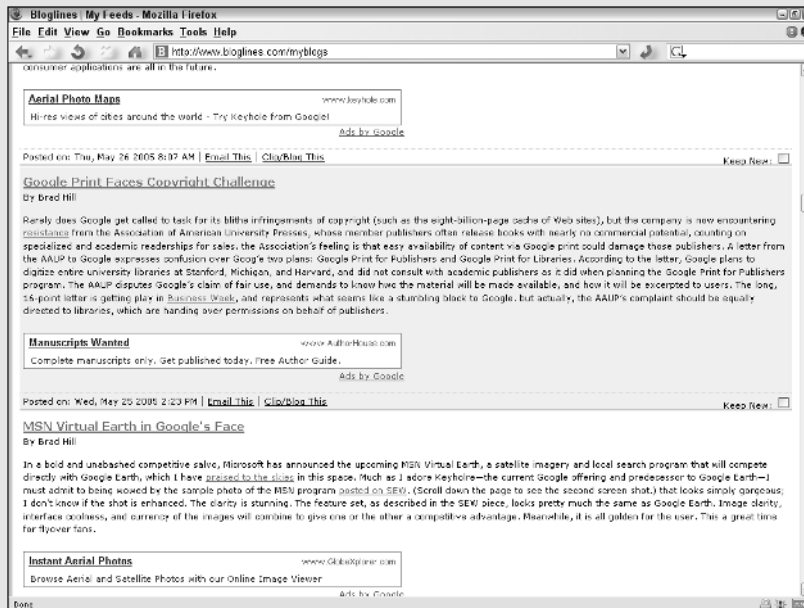 Bloglines | My Feeds - Mozilla Firefox
File Edit View Go Bookmarks Tools Help
B http://www.bloglines.com/myblogs G
consumer applications are all in the future.
Aerial Photo Maps www.keyhole.com
Hi-res views of cities around the world - Try Keyhole from Google!
Ads by Google
Posted on: Thu, May 26 2005 8:07 AM | Email This | Clip/Blog This Keep New:
Google Print Faces Copyright Challenge
By Brad Hill
Rarely does Google get called to task for its blithe infringements of copyright (such as the eight-billion-page cache of Web sites), but the company is now encountering
resistance from the Association of American University Presses, whose member publishers often release books with nearly no commercial potential, counting on
specialized and academic readerships for sales. the Association's feeling is that easy availability of content via Google print could damage those publishers. A letter from
the AAUP to Google expresses confusion over Goog'e two plans: Google Print for Publishers and Google Print for Libraries. According to the letter, Google plans to
digitize entire university libraries at Stanford, Michigan, and Harvard, and did not consult with academic publishers as it did when planning the Google Print for Publishers
program. The AAUP disputes Google's claim of fair use, and demands to know hwo the material will be made available, and how it will be excerpted to users. The long,
16-point letter is getting play in Business Week, and represents what seems like a stumbling block to Google. but actually, the AAUP's complaint should be equally
directed to libraries, which are handing over permissions on behalf of publishers.
Manuscripts Wanted www.AuthorHouse.com
Complete manuscripts only. Get published today. Free Author Guide.
Ads by Google
Posted on: Wed, May 25 2005 2:23 PM | Email This | Clip/Blog This Keep New:
MSN Virtual Earth in Google's Face
By Brad Hill
In a bold and unabashed competitive salvo, Microsoft has announced the upcoming MSN Virtual Earth, a satellite imagery and local search program that will compete
directly with Google Earth, which I have praised to the skies in this space. Much as I adore Keyhole—the current Google offering and predecessor to Google Earth—I
must admit to being wowed by the sample photo of the MSN program posted on SEW. (Scroll down the page to see the second screen shot.) that looks simply gorgeous;
I don't know if the shot is enhanced. The clarity is stunning. The feature set, as described in the SEW piece, looks pretty much the same as Google Earth. Image clarity,
interface coolness, and currency of the images will combine to give one or the other a competitive advantage. Meanwhile, it is all golden for the user. This a great time
for flyover fans.
Instant Aerial Photos www.GlobeXplorer.com
Browse Aerial and Satellite Photos with our Online Image Viewer
Ads by Google
Done